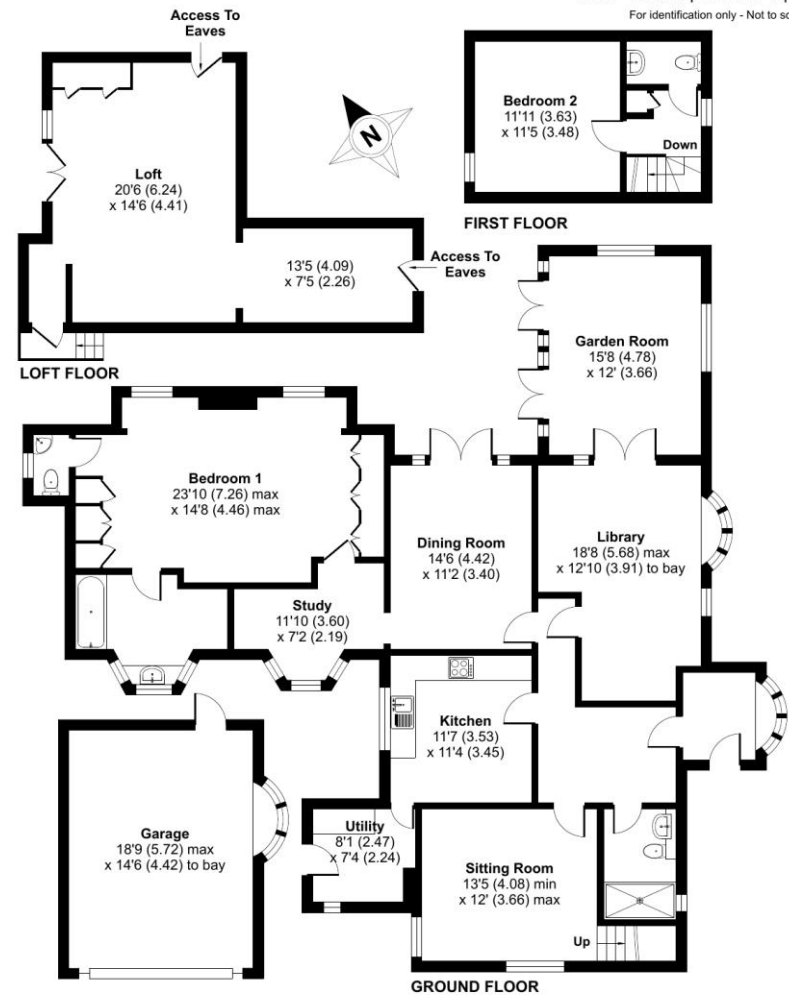 For identification only - Not to sc
Access To
Eaves
Loft
20'6 (6.24)
x 14'6 (4.41)
N
13'5 (4.09)
x 7'5 (2.26)
Access To
Eaves
LOFT FLOOR
Bedroom 2
11'11 (3.63)
x 11'5 (3.48)
Down
FIRST FLOOR
Garden Room
15'8 (4.78)
x 12' (3.66)
Bedroom 1
23'10 (7.26) max
x 14'8 (4.46) max
Dining Room
14'6 (4.42)
x 11'2 (3.40)
Library
18'8 (5.68) max
x 12'10 (3.91) to bay
Study
11'10 (3.60)
x 7'2 (2.19)
Kitchen
11'7 (3.53)
x 11'4 (3.45)
Garage
18'9 (5.72) max
x 14'6 (4.42) to bay
Utility
8'1 (2.47)
x 7'4 (2.24)
Sitting Room
13'5 (4.08) min
x 12' (3.66) max
Up
GROUND FLOOR